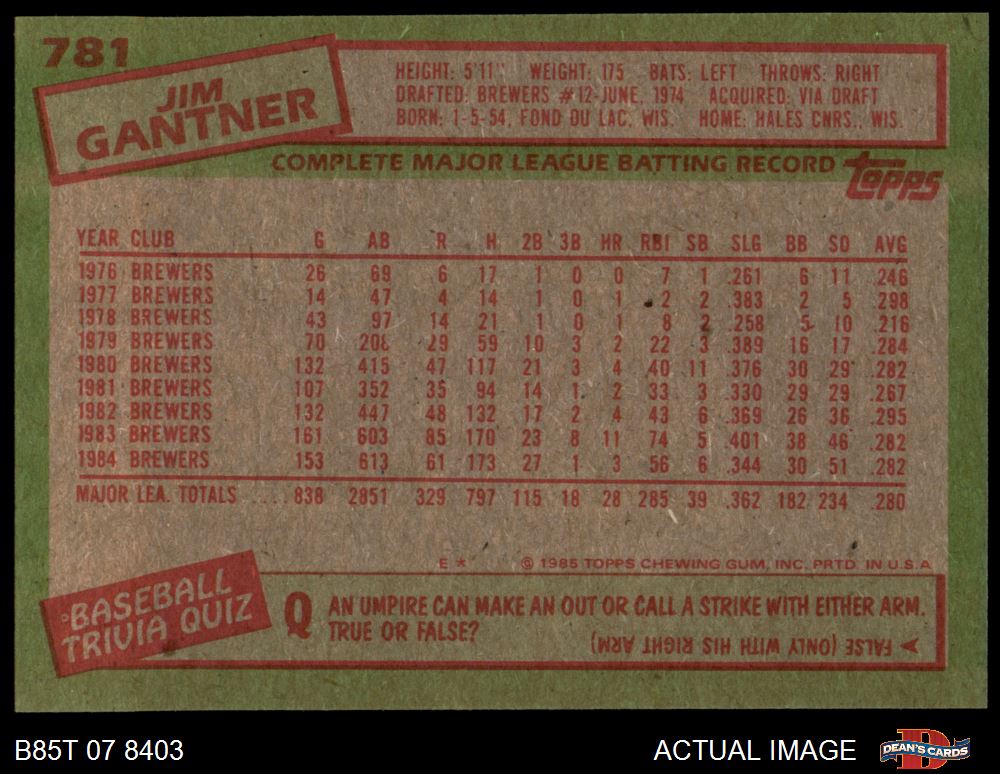 781
JIM
GANTNER
HEIGHT: 5'11" WEIGHT: 175 BATS: LEFT THROWS: RIGHT
DRAFTED: BREWERS #12-JUNE, 1974 ACQUIRED: VIA DRAFT
BORN: 1-5-54, FOND DU LAC, WIS. HOME: HALES CNRS., WIS.
COMPLETE MAJOR LEAGUE BATTING RECORD
TOPPS
YEAR CLUB G AB R H 2B 3B HR RBI SB SLG BB SO AVG
1976 BREWERS 26 69 6 17 1 0 0 7 1 .261 6 11 .246
1977 BREWERS 14 47 4 14 1 0 1 2 2 .383 2 5 .298
1978 BREWERS 43 97 14 21 1 0 1 8 2 .258 5 10 .216
1979 BREWERS 70 208 29 59 10 3 2 22 3 .389 16 17 .284
1980 BREWERS 132 415 47 117 21 3 4 40 11 .376 30 29 .282
1981 BREWERS 107 352 35 94 14 1 2 33 3 .330 29 29 .267
1982 BREWERS 132 447 48 132 17 2 4 43 6 .369 26 36 .295
1983 BREWERS 161 603 85 170 23 8 11 74 5 .401 38 46 .282
1984 BREWERS 153 613 61 173 27 1 3 56 6 .344 30 51 .282
MAJOR LEA. TOTALS .... 838 2851 329 797 115 18 28 285 39 .362 182 234 .280
E * © 1985 TOPPS CHEWING GUM, INC. PRTD. IN U.S.A
BASEBALL
TRIVIA QUIZ
Q AN UMPIRE CAN MAKE AN OUT OR CALL A STRIKE WITH EITHER ARM.
TRUE OR FALSE?
FALSE (ONLY WITH HIS RIGHT ARM)
B85T 07 8403
ACTUAL IMAGE
DEAN'S CARDS